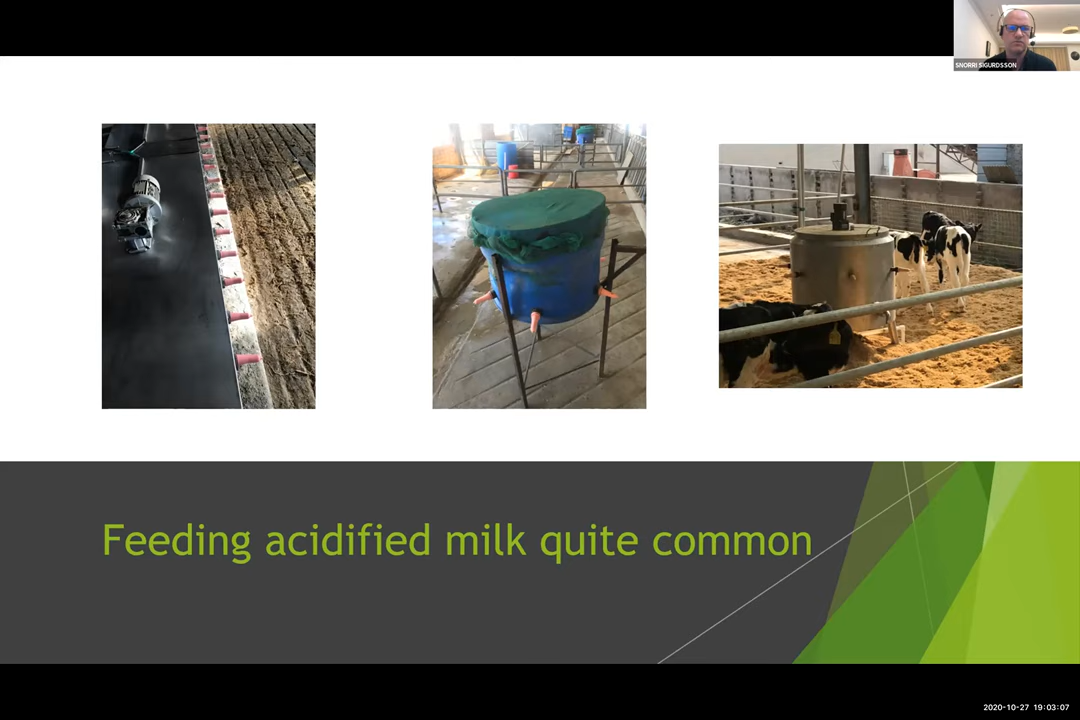 SNORRI SIGURDSSON
Feeding acidified milk quite common
2020-10-27 19:03:07